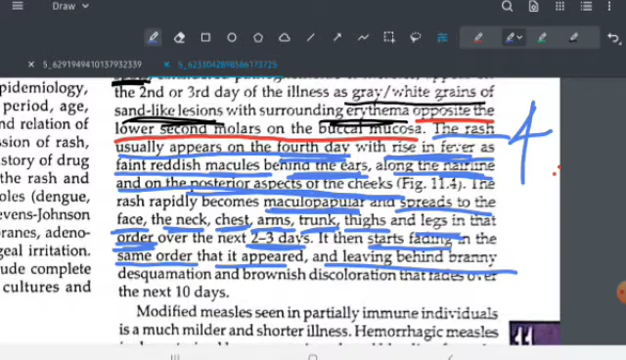 Draw
5_6291949410137932339
5_6233042898586173725
pidemiology,
period, age,
nd relation of
ssion of rash,
istory of drug
the rash and
oles (dengue,
evens-Johnson
ranes, adeno-
geal irritation.
ude complete
cultures and
the 2nd or 3rd day of the illness as gray/white grains of
sand-like lesions with surrounding erythema opposite the
lower second molars on the buccal mucosa. The rash
usually appears on the fourth day with rise in fever as
faint reddish macules behind the ears, along the hairline
and on the posterior aspects of the cheeks (Fig. 11.4). The
rash rapidly becomes maculopapular and spreads to the
face, the neck, chest, arms, trunk, thighs and legs in that
order over the next 2–3 days. It then starts fading in the
same order that it appeared, and leaving behind branny
desquamation and brownish discoloration that fades over
the next 10 days.
Modified measles seen in partially immune individuals
is a much milder and shorter illness. Hemorrhagic measles
4